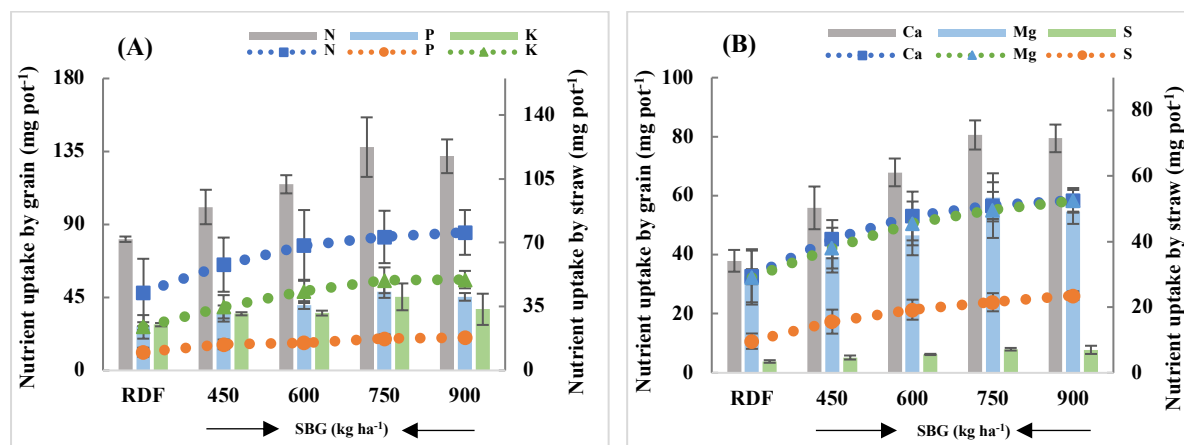 (A)
N P K
N P K
Nutrient uptake by grain (mg pot⁻¹)
180
135
90
45
0
140
105
70
35
0
Nutrient uptake by straw (mg pot⁻¹)
RDF 450 600 750 900
SBG (kg ha⁻¹)
(B)
Ca Mg S
Ca Mg S
Nutrient uptake by grain (mg pot⁻¹)
100
80
60
40
20
0
80
60
40
20
0
Nutrient uptake by straw (mg pot⁻¹)
RDF 450 600 750 900
SBG (kg ha⁻¹)